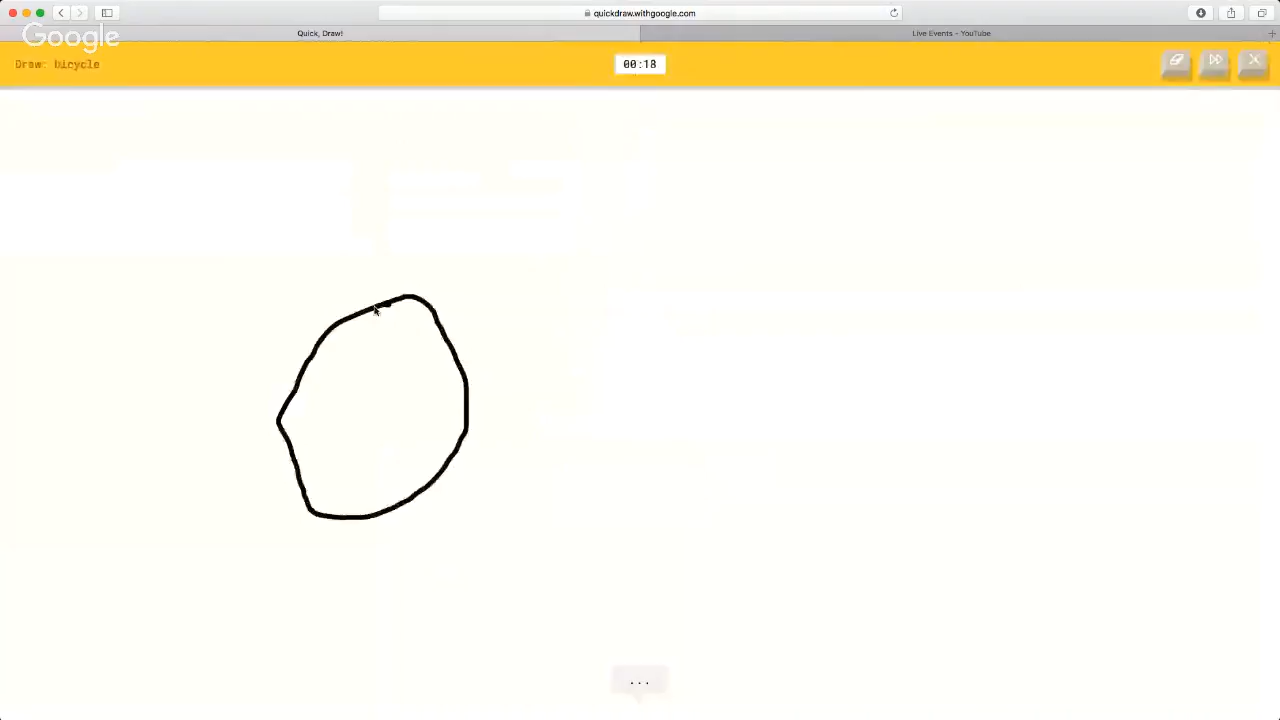 quickdraw.withgoogle.com
Quick, Draw!
Live Events - YouTube
Google
Draw: bicycle
00:18
...